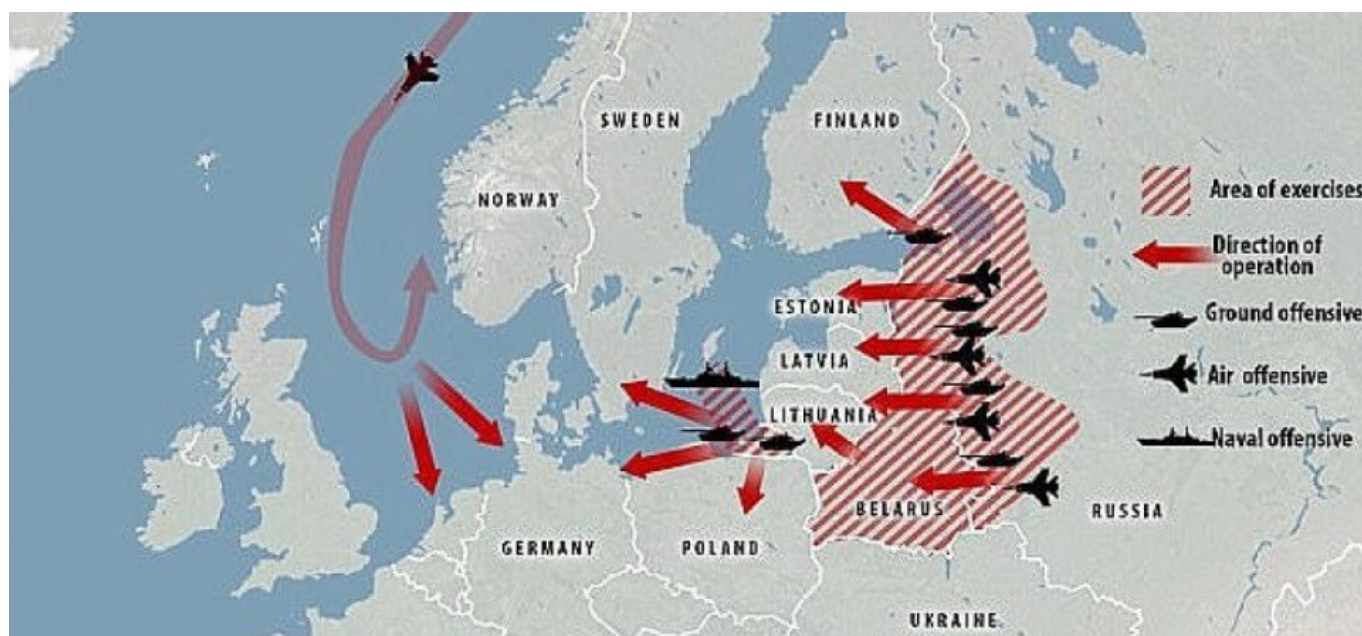 SWEDEN
FINLAND
NORWAY
Area of exercises
Direction of
operation
ESTONIA
Ground offensive
LATVIA
Air offensive
LITHUANIA
Naval offensive
BELARUS
RUSSIA
GERMANY
POLAND
UKRAINE